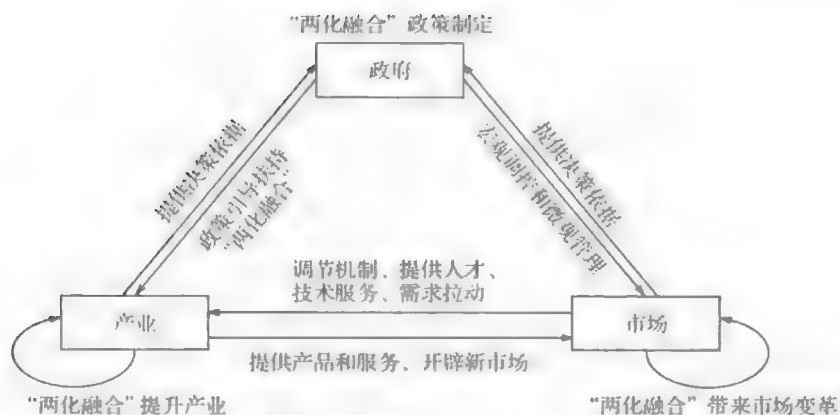 “两化融合”政策制定
政府
提供决策依据
政策引导扶持
“两化融合”
提供决策依据
宏观调控和微观管理
调节机制、提供人才、
技术服务、需求拉动
产业
市场
提供产品和服务、开辟新市场
“两化融合”提升产业
“两化融合”带来市场变革